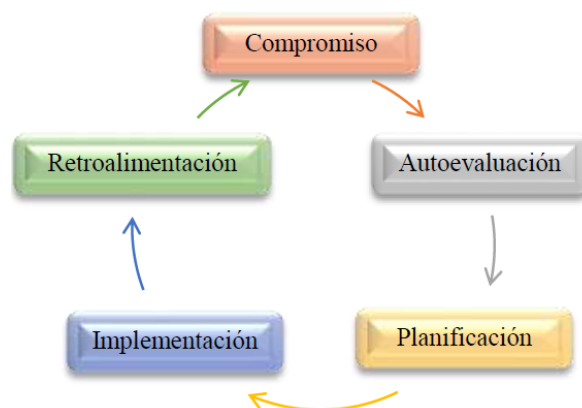 Compromiso
Autoevaluación
Planificación
Implementación
Retroalimentación